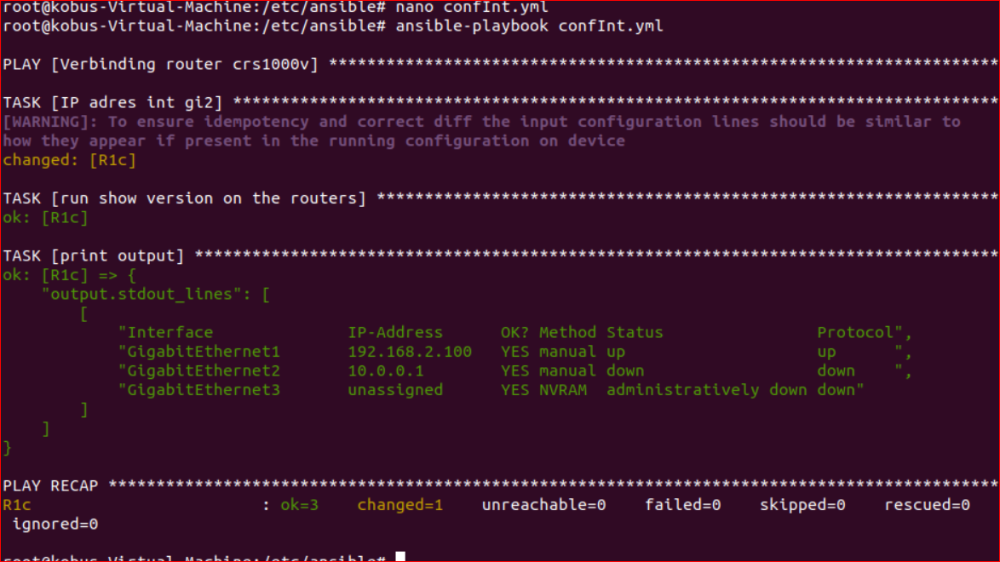 root@kobus-Virtual-Machine:/etc/ansible# nano confInt.yml
root@kobus-Virtual-Machine:/etc/ansible# ansible-playbook confInt.yml
PLAY [Verbinding router crs1000v] **********************************************************************
TASK [IP adres int gi2] ********************************************************************************
[WARNING]: To ensure idempotency and correct diff the input configuration lines should be similar to
how they appear if present in the running configuration on device
changed: [R1c]
TASK [run show version on the routers] *****************************************************************
ok: [R1c]
TASK [print output] ************************************************************************************
ok: [R1c] => {
    "output.stdout_lines": [
        [
            "Interface              IP-Address      OK? Method Status                Protocol",
            "GigabitEthernet1       192.168.2.100   YES manual up                    up      ",
            "GigabitEthernet2       10.0.0.1        YES manual down                  down    ",
            "GigabitEthernet3       unassigned      YES NVRAM  administratively down down"
        ]
    ]
}
PLAY RECAP *********************************************************************************************
R1c                        : ok=3    changed=1    unreachable=0    failed=0    skipped=0    rescued=0
 ignored=0
root@kobus-Virtual-Machine:/etc/ansible#